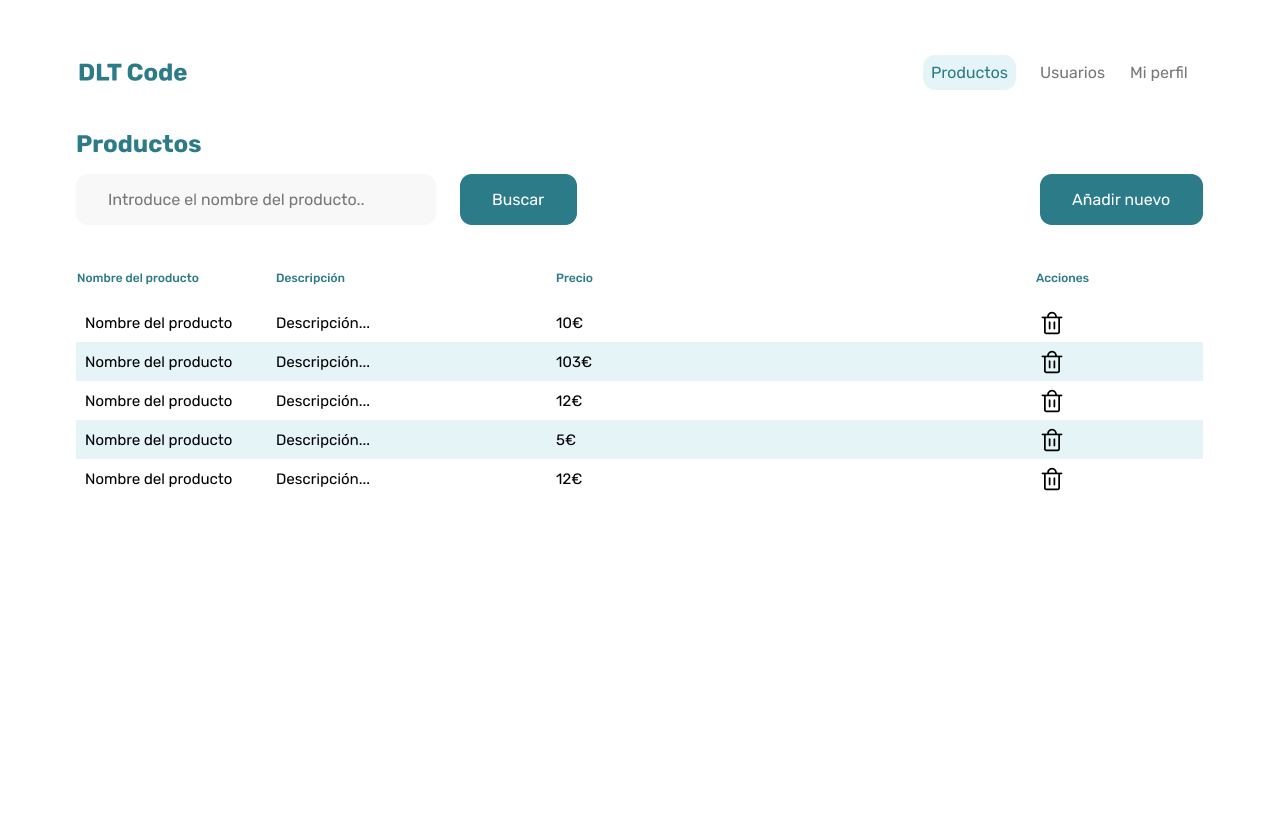 DLT Code Productos Usuarios Mi perfil
Productos
Introduce el nombre del producto.. Buscar Añadir nuevo
Nombre del producto Descripción Precio Acciones
Nombre del producto Descripción... 10€
Nombre del producto Descripción... 103€
Nombre del producto Descripción... 12€
Nombre del producto Descripción... 5€
Nombre del producto Descripción... 12€